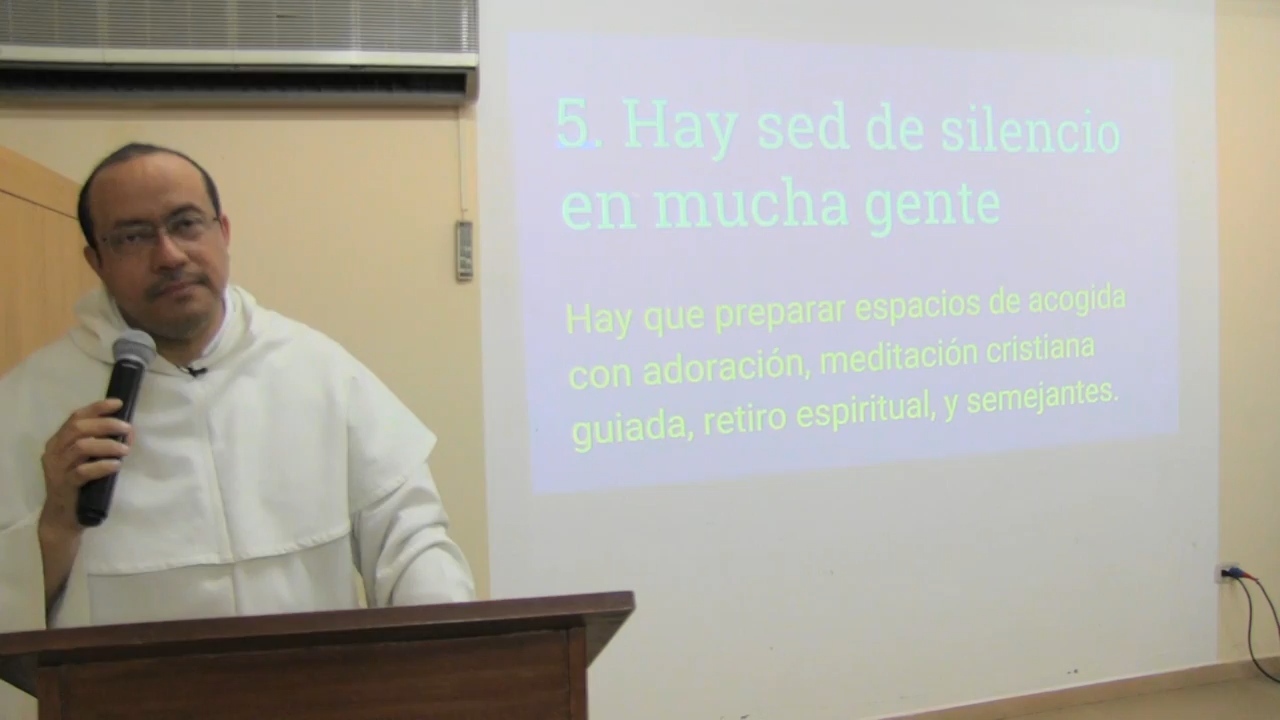 5. Hay sed de silencio
en mucha gente
Hay que preparar espacios de acogida
con adoración, meditación cristiana
guiada, retiro espiritual, y semejantes.